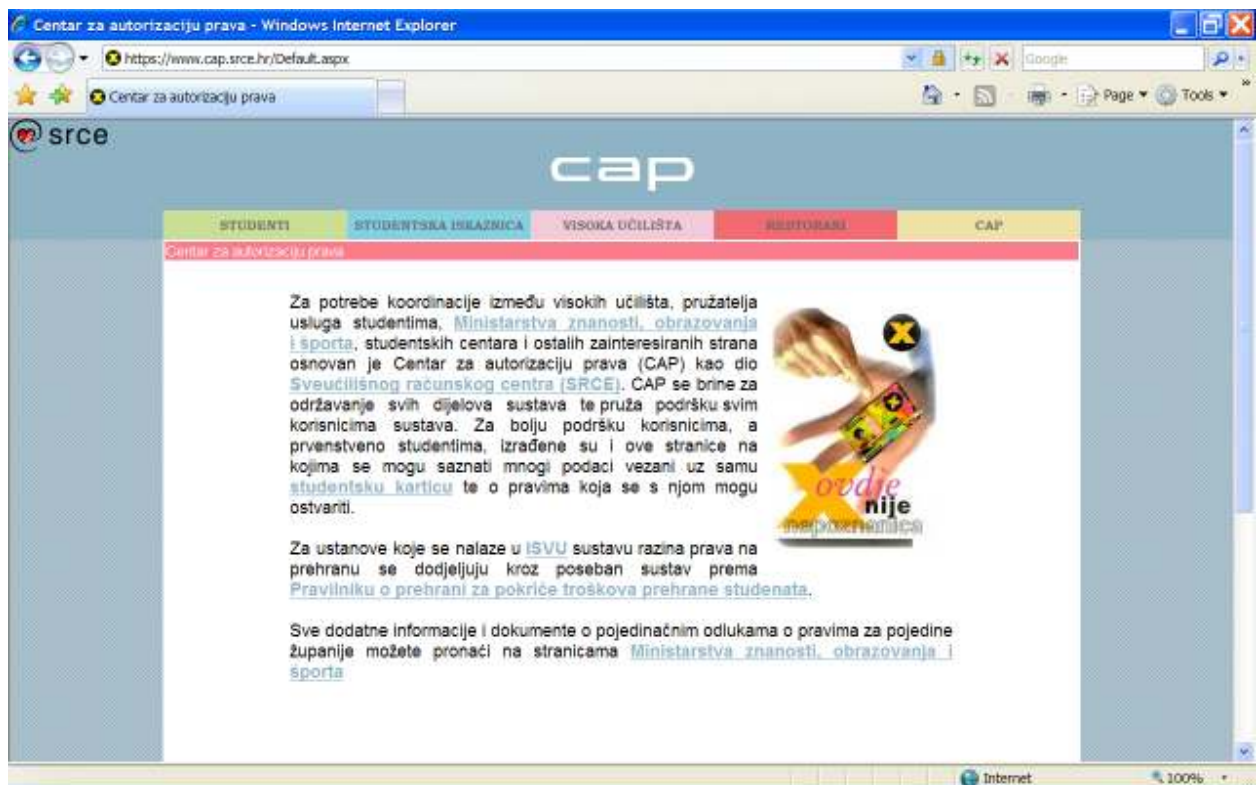 Centar za autorizaciju prava - Windows Internet Explorer
https://www.cap.srce.hr/Default.aspx
Google
Centar za autorizaciju prava
Page
Tools
srce
cap
STUDENTI
STUDENTSKA ISKAZNICA
VISOKA UČILIŠTA
RESTORANI
CAP
Centar za autorizaciju prava
Za potrebe koordinacije između visokih učilišta, pružatelja
usluga studentima, Ministarstva znanosti, obrazovanja
i športa, studentskih centara i ostalih zainteresiranih strana
osnovan je Centar za autorizaciju prava (CAP) kao dio
Sveučilišnog računskog centra (SRCE). CAP se brine za
održavanje svih dijelova sustava te pruža podršku svim
korisnicima sustava. Za bolju podršku korisnicima, a
prvenstveno studentima, izrađene su i ove stranice na
kojima se mogu saznati mnogi podaci vezani uz samu
studentsku karticu te o pravima koja se s njom mogu
ostvariti.
X ovdje
nije
nepoznanica
Za ustanove koje se nalaze u ISVU sustavu razina prava na
prehranu se dodjeljuju kroz poseban sustav prema
Pravilniku o prehrani za pokriće troškova prehrane studenata.
Sve dodatne informacije i dokumente o pojedinačnim odlukama o pravima za pojedine
županije možete pronaći na stranicama Ministarstva znanosti, obrazovanja i
športa
Internet
100%